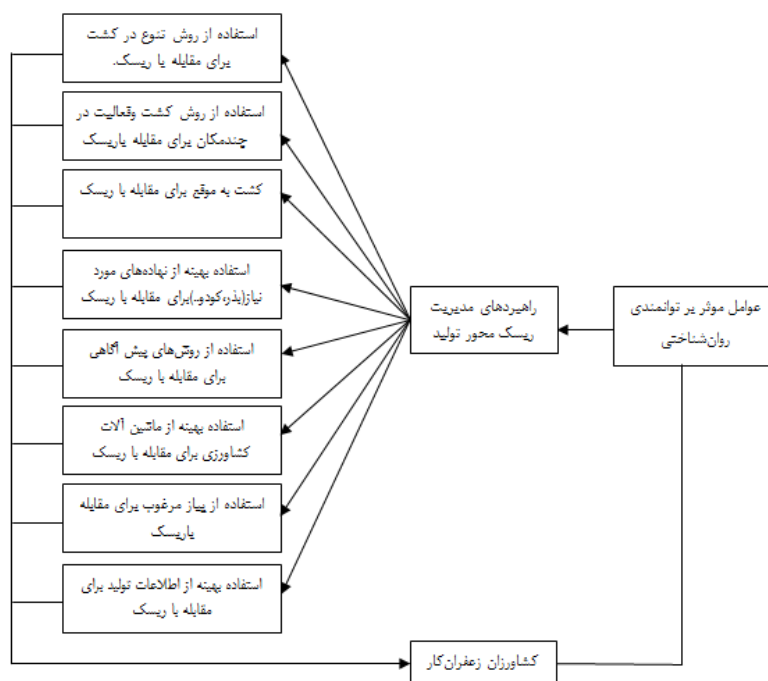 استفاده از روش تنوع در کشت
برای مقابله با ریسک.
استفاده از روش کشت وفعالیت در
چندمکان برای مقابله باریسک
کشت به موقع برای مقابله با ریسک
استفاده بهینه از نهاده‌های مورد
نیاز(بذر،کودو..)برای مقابله با ریسک
استفاده از روش‌های پیش آگاهی
برای مقابله با ریسک
استفاده بهینه از ماشین آلات
کشاورزی برای مقابله با ریسک
استفاده از پیاز مرغوب برای مقابله
باریسک
استفاده بهینه از اطلاعات تولید برای
مقابله با ریسک
راهبردهای مدیریت
ریسک محور تولید
عوامل موثر بر توانمندی
روان‌شناختی
کشاورزان زعفران‌کار